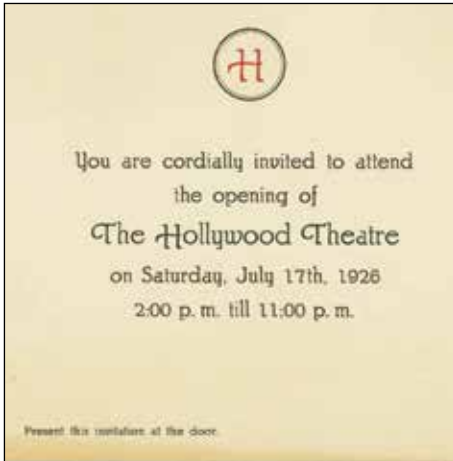 H
You are cordially invited to attend
the opening of
The Hollywood Theatre
on Saturday, July 17th, 1926
2:00 p. m. till 11:00 p. m.
Present this invitation at the door.